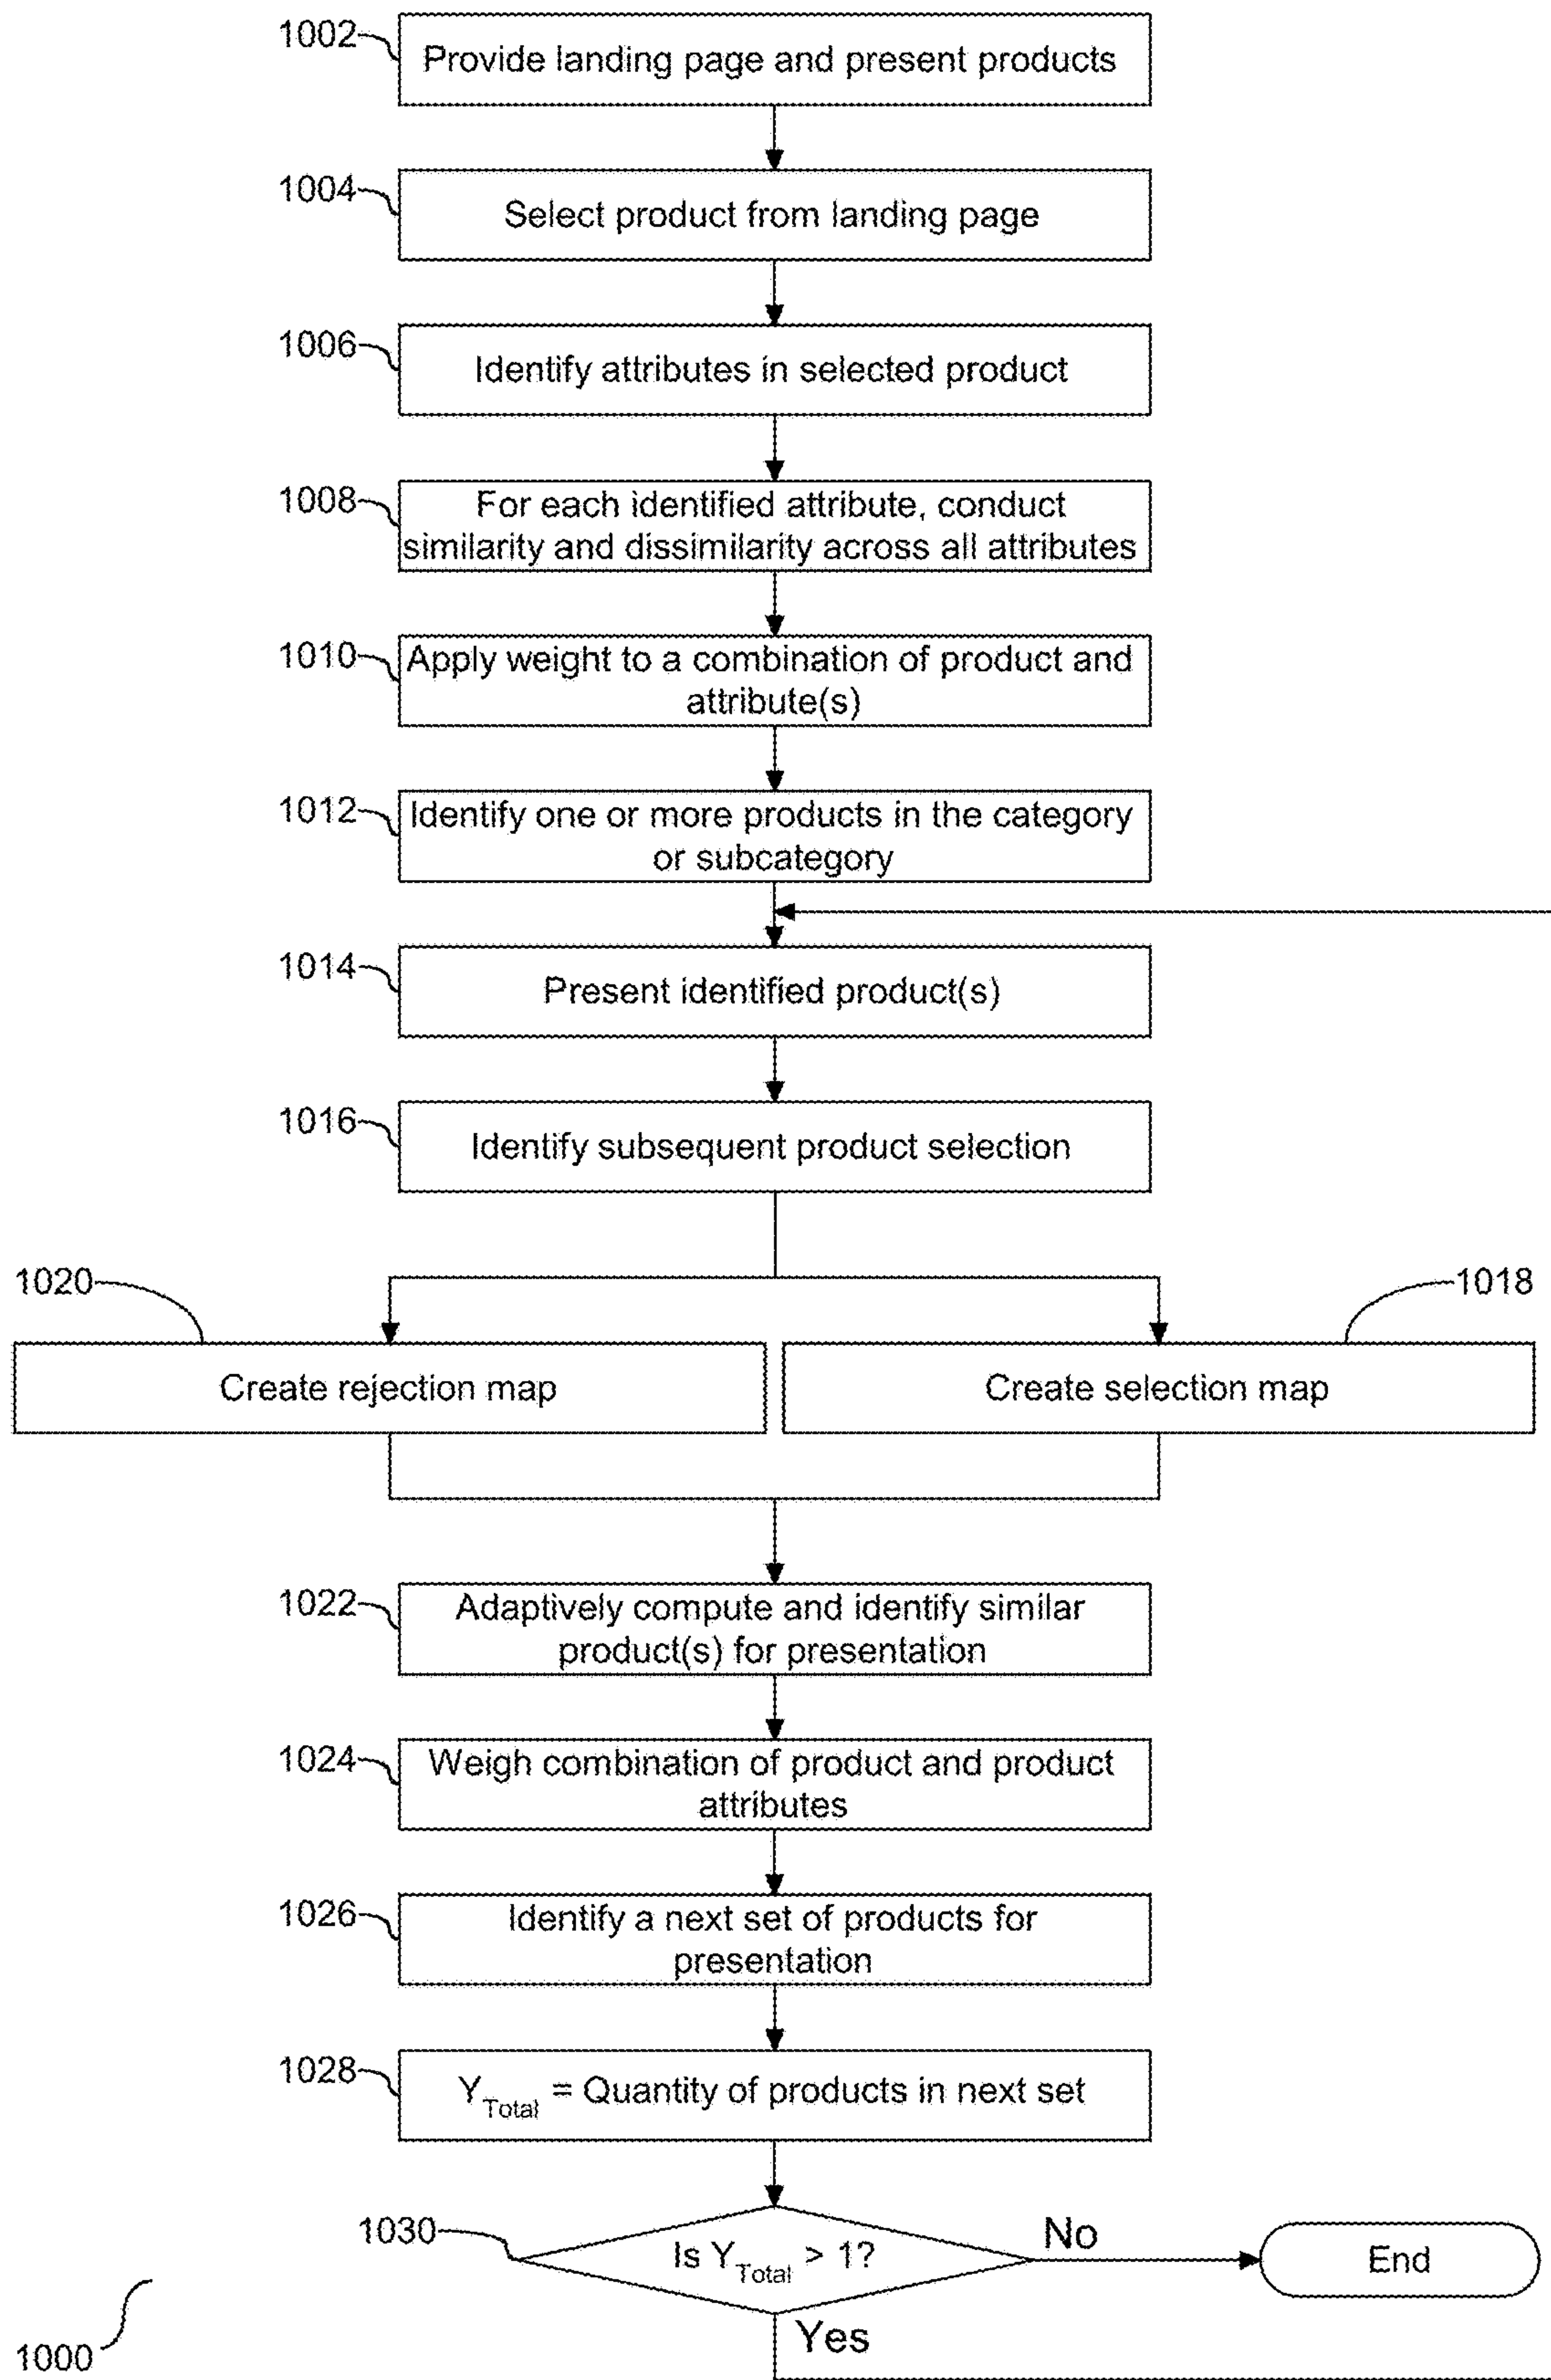 1002
Provide landing page and present products
1004
Select product from landing page
1006
Identify attributes in selected product
1008
For each identified attribute, conduct
similarity and dissimilarity across all attributes
1010
Apply weight to a combination of product and
attribute(s)
1012
Identify one or more products in the category
or subcategory
1014
Present identified product(s)
1016
Identify subsequent product selection
1020
1018
Create rejection map
Create selection map
1022
Adaptively compute and identify similar
product(s) for presentation
1024
Weigh combination of product and product
attributes
1026
Identify a next set of products for
presentation
1028
Y Total = Quantity of products in next set
1030
Is Y Total > 1?
No
End
Yes
1000